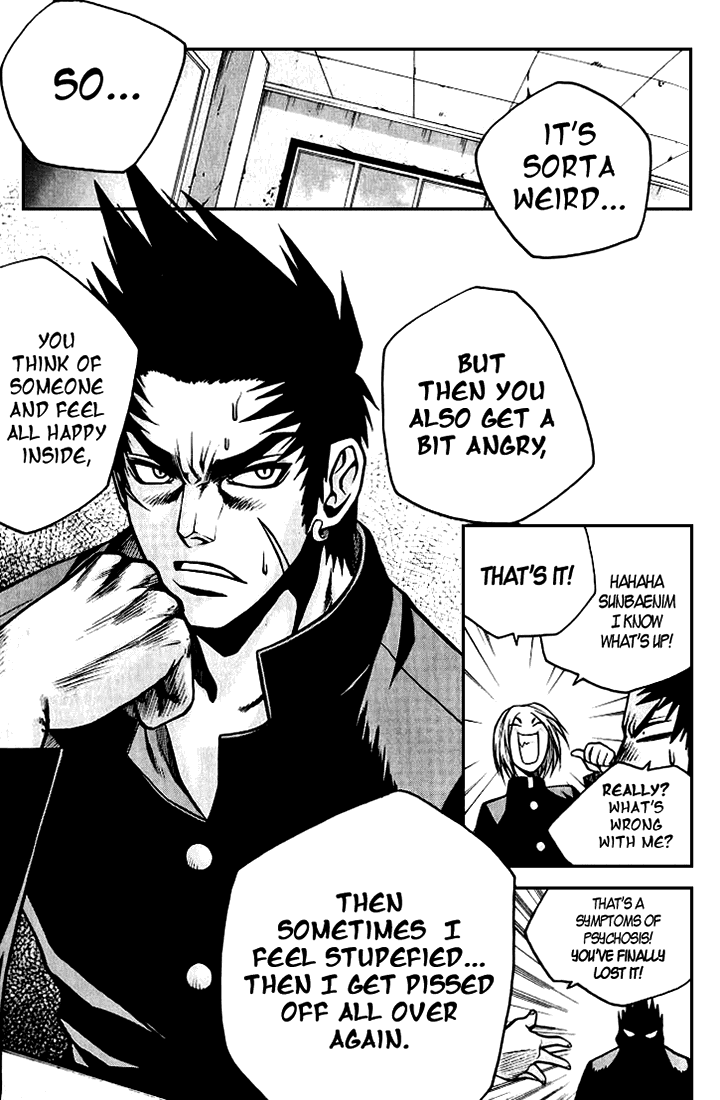 SO...
IT'S
SORTA
WEIRD...
YOU
THINK OF
SOMEONE
AND FEEL
ALL HAPPY
INSIDE,
BUT
THEN YOU
ALSO GET A
BIT ANGRY,
THEN
SOMETIMES I
FEEL STUPEFIED...
THEN I GET PISSED
OFF ALL OVER
AGAIN.
THAT'S IT!
HAHAHA
SUNBAENIM
I KNOW
WHAT'S UP!
REALLY?
WHAT'S
WRONG
WITH ME?
THAT'S A
SYMPTOMS OF
PSYCHOSIS!
YOU'VE FINALLY
LOST IT!